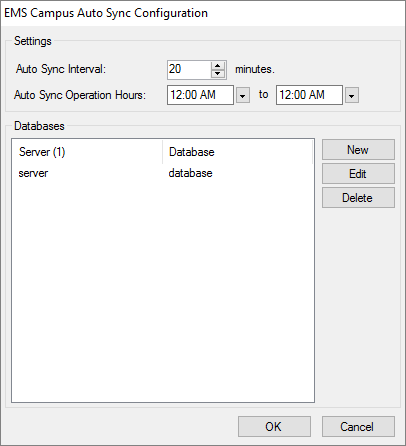 EMS Campus Auto Sync Configuration
Settings
Auto Sync Interval: 20 minutes.
Auto Sync Operation Hours: 12:00 AM to 12:00 AM
Databases
Server (1) Database New
server database Edit
Delete
OK Cancel